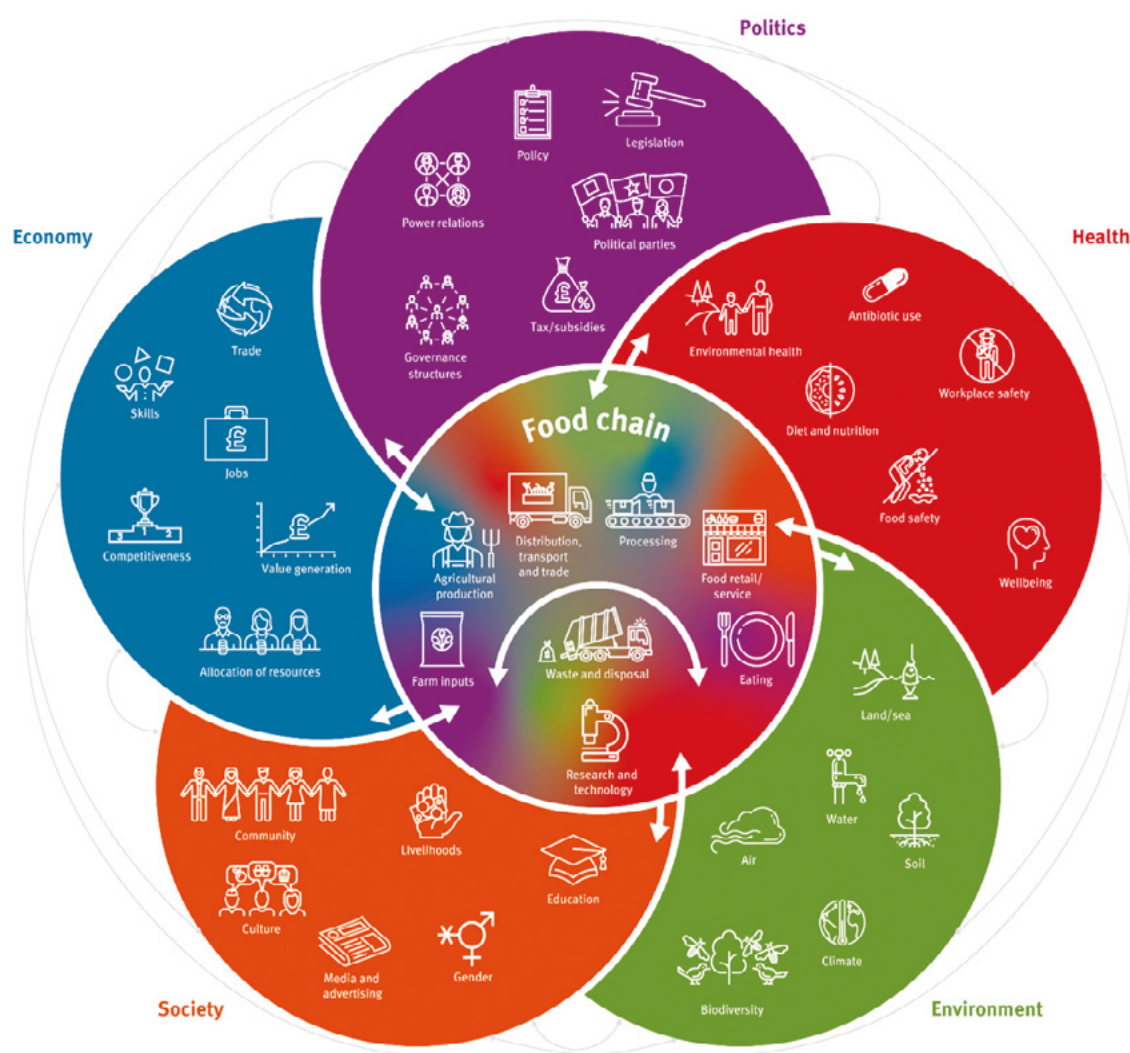 Politics
Policy
Legislation
Power relations
Political parties
£
%
Tax/subsidies
Governance
structures
Economy
Trade
Skills
£
Jobs
1
2
3
Competitiveness
£
Value generation
Allocation of resources
Health
Environmental health
Antibiotic use
Workplace safety
Diet and nutrition
Food safety
Wellbeing
Food chain
Agricultural
production
Distribution,
transport
and trade
Processing
Food retail/
service
Farm inputs
Waste and disposal
Eating
Research and
technology
Community
Livelihoods
Education
Culture
Media and
advertising
Gender
Society
Land/sea
Water
Air
Soil
Climate
Biodiversity
Environment